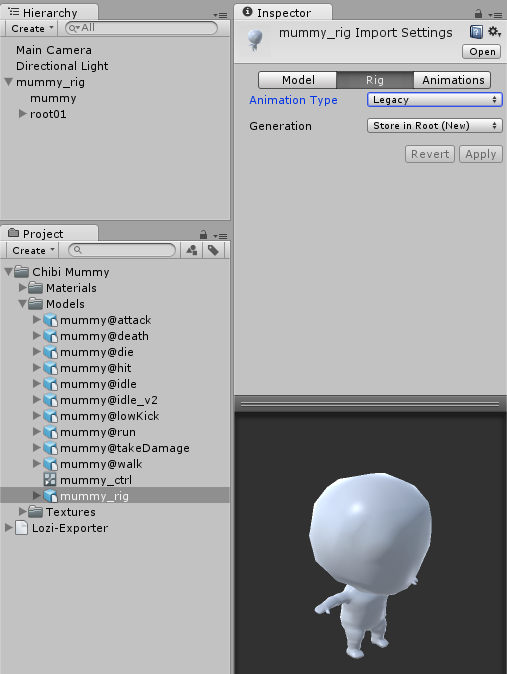 Hierarchy
Create
All
Main Camera
Directional Light
mummy_rig
mummy
root01
Project
Create
Chibi Mummy
Materials
Models
mummy@attack
mummy@death
mummy@die
mummy@hit
mummy@idle
mummy@idle_v2
mummy@lowKick
mummy@run
mummy@takeDamage
mummy@walk
mummy_ctrl
mummy_rig
Textures
Lozi-Exporter
Inspector
mummy_rig Import Settings
Open
Model Rig Animations
Animation Type Legacy
Generation Store in Root (New)
Revert Apply